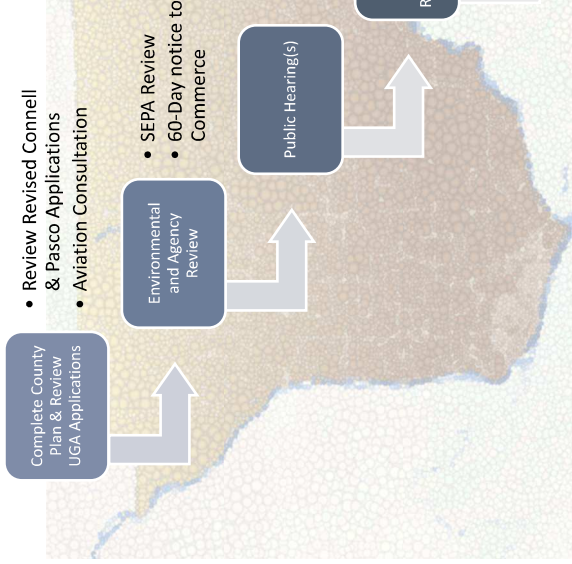 Complete County
Plan & Review
UGA Applications
• Review Revised Connell
& Pasco Applications
• Aviation Consultation
Environmental
and Agency
Review
• SEPA Review
• 60-Day notice to
Commerce
Public Hearing(s)
R